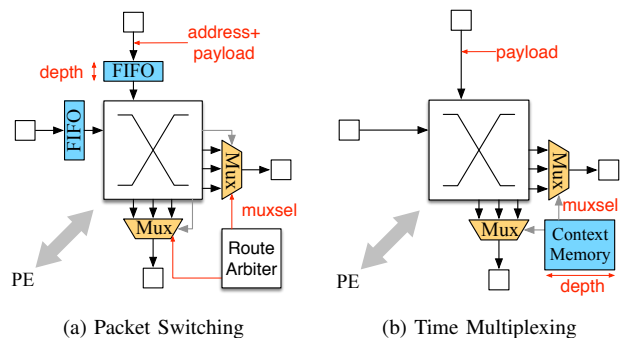 address+
payload
depth
FIFO
FIFO
Mux
muxsel
Mux
Route
Arbiter
PE
(a) Packet Switching
payload
Mux
muxsel
Mux
Context
Memory
depth
PE
(b) Time Multiplexing